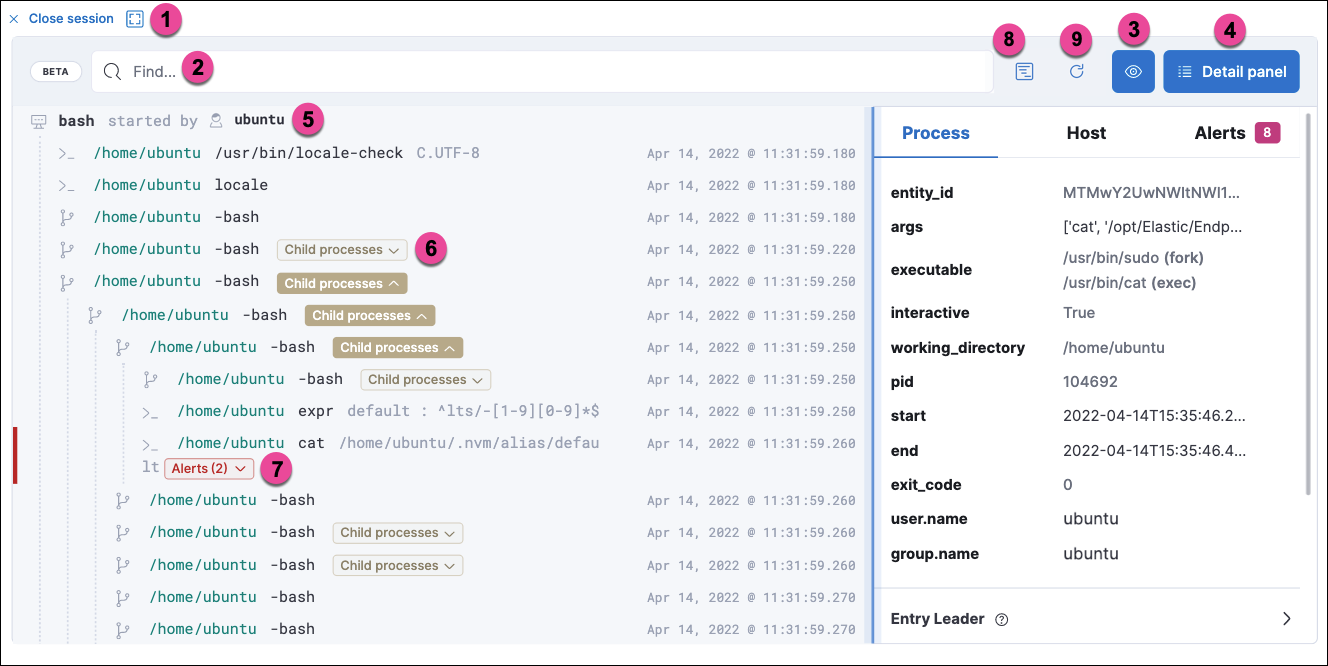 Close session 1
BETA Find... 2 8 9 3 4 Detail panel
bash started by ubuntu 5
/home/ubuntu /usr/bin/locale-check C.UTF-8 Apr 14, 2022 @ 11:31:59.180
/home/ubuntu locale Apr 14, 2022 @ 11:31:59.180
/home/ubuntu -bash Apr 14, 2022 @ 11:31:59.180
/home/ubuntu -bash Child processes 6 Apr 14, 2022 @ 11:31:59.220
/home/ubuntu -bash Child processes Apr 14, 2022 @ 11:31:59.250
/home/ubuntu -bash Child processes Apr 14, 2022 @ 11:31:59.250
/home/ubuntu -bash Child processes Apr 14, 2022 @ 11:31:59.250
/home/ubuntu -bash Child processes Apr 14, 2022 @ 11:31:59.250
/home/ubuntu expr default : ^lts/-[1-9][0-9]*$ Apr 14, 2022 @ 11:31:59.250
/home/ubuntu cat /home/ubuntu/.nvm/alias/defau Apr 14, 2022 @ 11:31:59.260
lt Alerts (2) 7
/home/ubuntu -bash Apr 14, 2022 @ 11:31:59.260
/home/ubuntu -bash Child processes Apr 14, 2022 @ 11:31:59.260
/home/ubuntu -bash Child processes Apr 14, 2022 @ 11:31:59.260
/home/ubuntu -bash Apr 14, 2022 @ 11:31:59.270
/home/ubuntu -bash Apr 14, 2022 @ 11:31:59.270
Process Host Alerts 8
entity_id MTMwY2UwNWItNWI1...
args ['cat', '/opt/Elastic/Endp...
executable /usr/bin/sudo (fork)
/usr/bin/cat (exec)
interactive True
working_directory /home/ubuntu
pid 104692
start 2022-04-14T15:35:46.2...
end 2022-04-14T15:35:46.4...
exit_code 0
user.name ubuntu
group.name ubuntu
Entry Leader